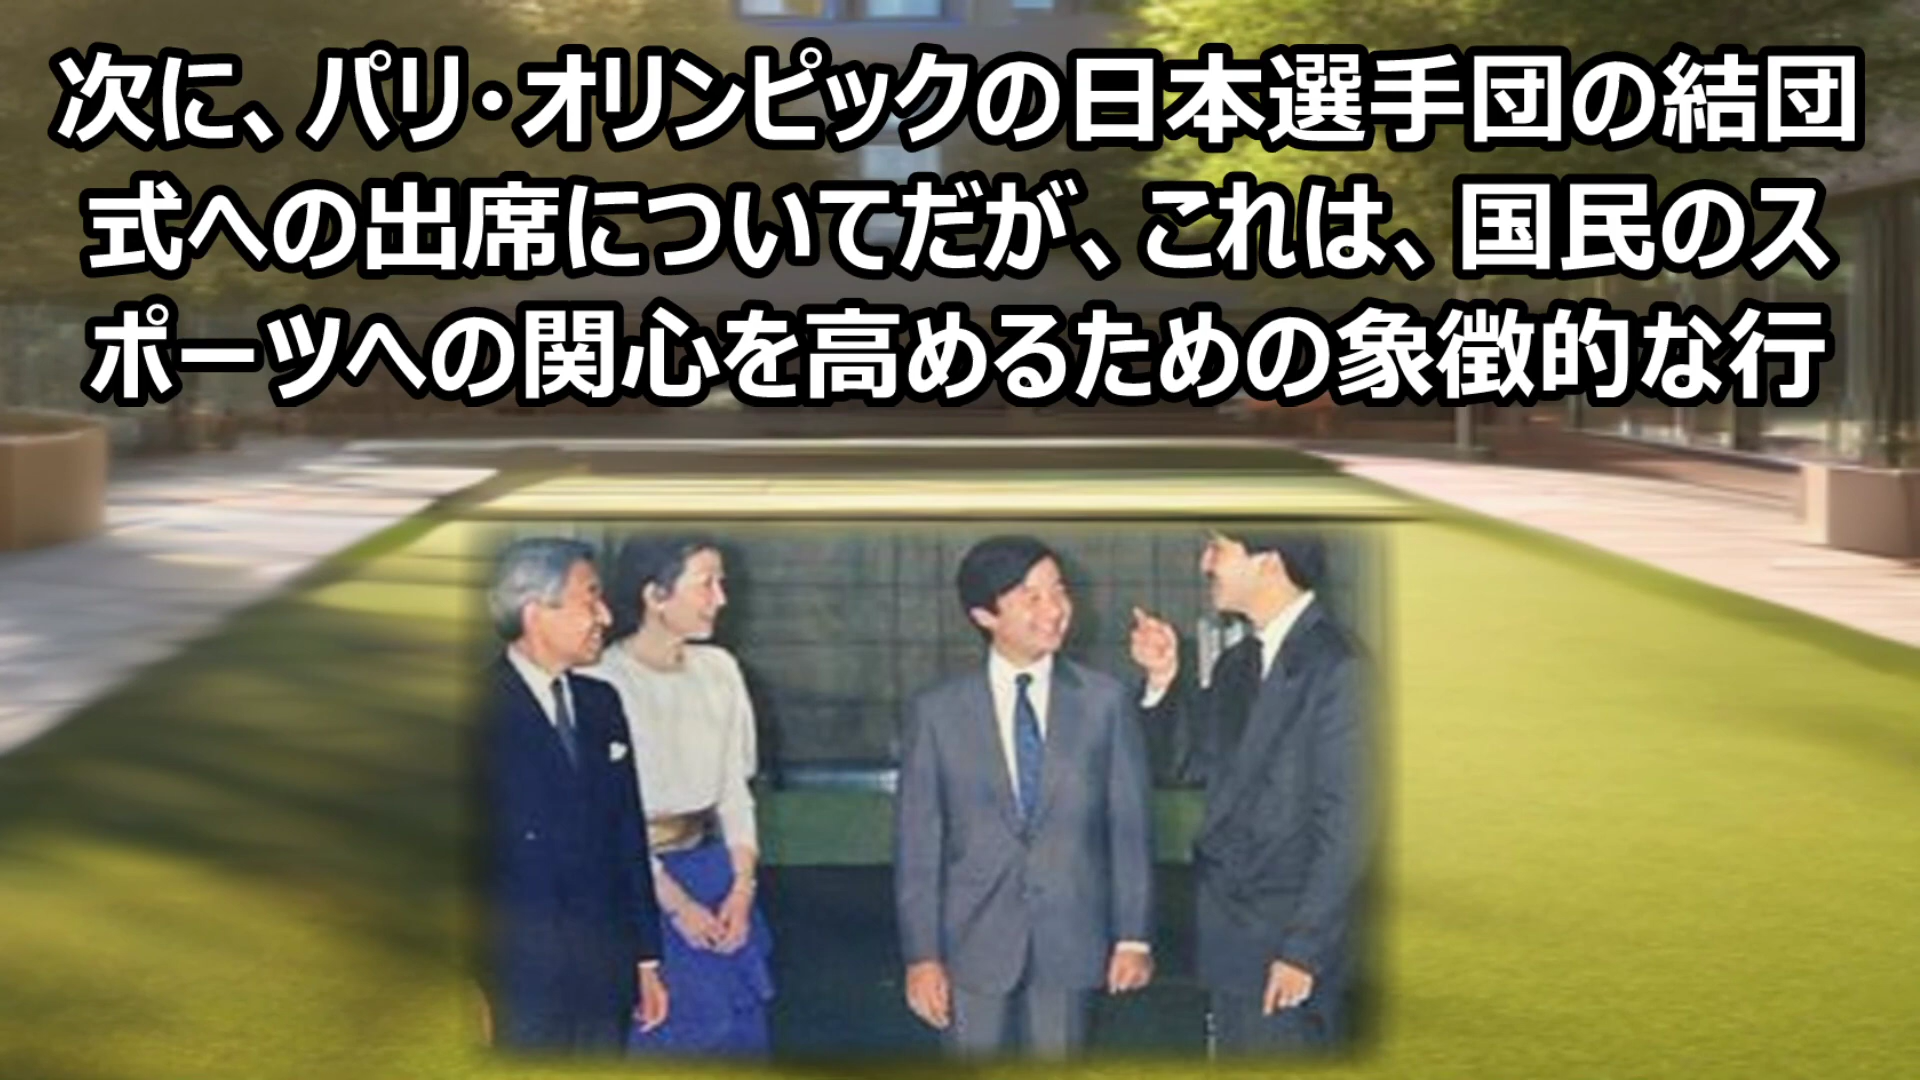 次に、パリ・オリンピックの日本選手団の結団
式への出席についてだが、これは、国民のス
ポーツへの関心を高めるための象徴的な行